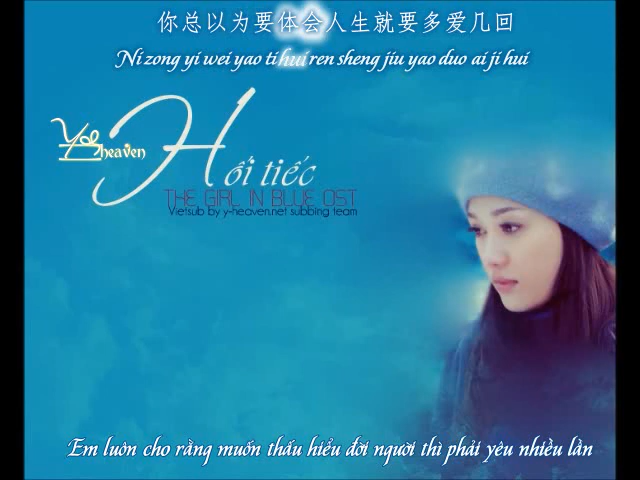 你总以为要体会人生就要多爱几回
Ni zong yi wei yao ti hui ren sheng jiu yao duo ai ji hui
Y heaven
Hối tiếc
THE GIRL IN BLUE OST
Vietsub by y-heaven.net subbing team
Em luôn cho rằng muốn thấu hiểu đời người thì phải yêu nhiều lần